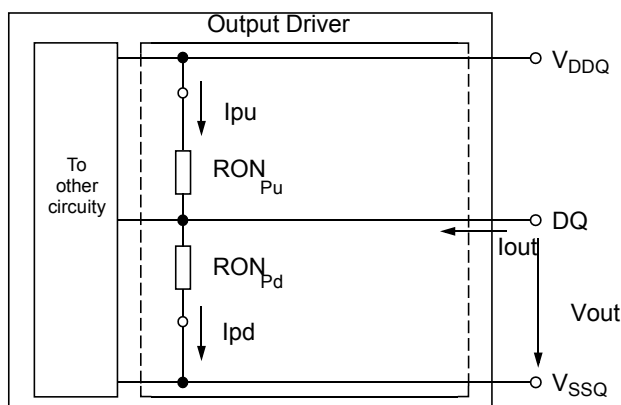 Output Driver
VDDQ
Ipu
To
other
circuity
RONPu
DQ
Iout
RONPd
Vout
Ipd
VSSQ